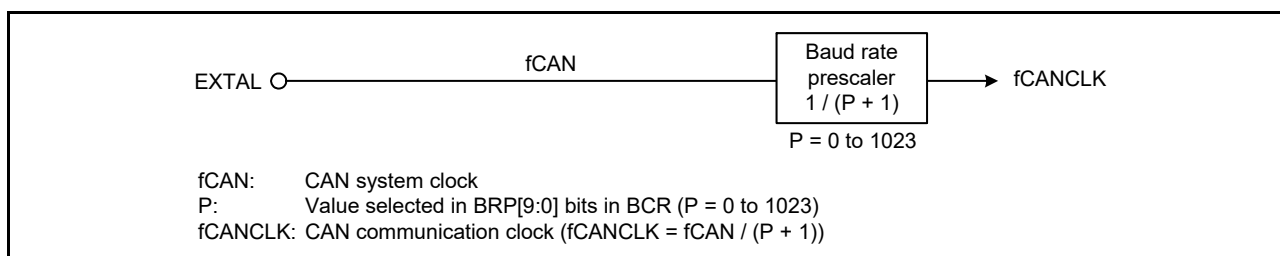 EXTAL
fCAN
Baud rate
prescaler
1 / (P + 1)
fCANCLK
P = 0 to 1023
fCAN: CAN system clock
P: Value selected in BRP[9:0] bits in BCR (P = 0 to 1023)
fCANCLK: CAN communication clock (fCANCLK = fCAN / (P + 1))